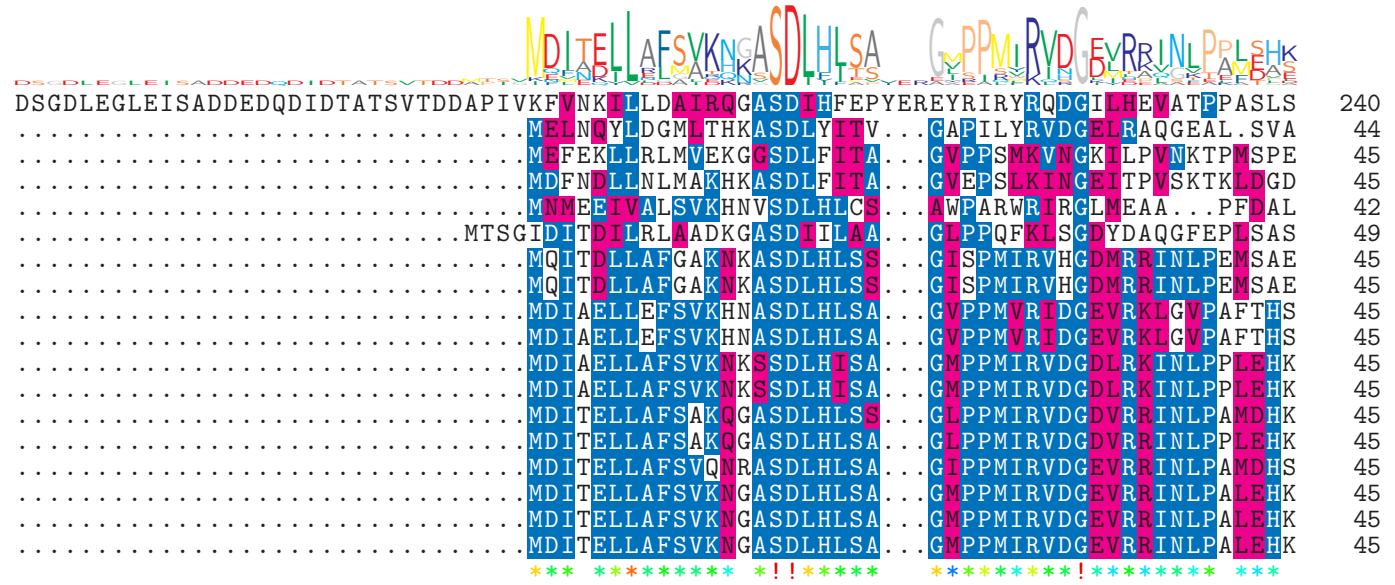 DSGDLEGLEISADDEDQDIDTATSVTDDAPIVKFVNKILLDAIRQGASDIHFEPYEREYRIRYRQDGILHEVATPPASLS 240
................................MELNQYLDGMLTHKASDLYITV...GAPILYRVDGELRAQGEAL.SVA 44
................................MEFEKLLRLMVEKGGSDLFITA...GVPPSMKVNGKILPVNKTPMSPE 45
................................MDFNDLLNLMAKHKASDLFITA...GVEPSLKINGEITPVSKTKLDGD 45
................................MNMEEIVALSVKHNVSDLHLCS...AWPARWRIRGLMEAA...PFDAL 42
............................MTSGIDITDILRLAADKGASDIILAA...GLPPQFKLSGDYDAQGFEPLSAS 49
................................MQITDLLAFGAKNKASDLHLSS...GISPMIRVHGDMRRINLPEMSAE 45
................................MQITDLLAFGAKNKASDLHLSS...GISPMIRVHGDMRRINLPEMSAE 45
................................MDIAELLEFSVKHNASDLHLSA...GVPPMVRIDGEVRKLGVPAFTHS 45
................................MDIAELLEFSVKHNASDLHLSA...GVPPMVRIDGEVRKLGVPAFTHS 45
................................MDIAELLAFSVKNKSSDLHISA...GMPPMIRVDGDLRKINLPPLEHK 45
................................MDIAELLAFSVKNKSSDLHISA...GMPPMIRVDGDLRKINLPPLEHK 45
................................MDITELLAFSAKQGASDLHLSS...GLPPMIRVDGDVRRINLPAMDHK 45
................................MDITELLAFSAKQGASDLHLSA...GLPPMIRVDGDVRRINLPPLEHK 45
................................MDITELLAFSVQNRASDLHLSA...GIPPMIRVDGEVRRINLPAMDHS 45
................................MDITELLAFSVKNGASDLHLSA...GMPPMIRVDGEVRRINLPALEHK 45
................................MDITELLAFSVKNGASDLHLSA...GMPPMIRVDGEVRRINLPALEHK 45
................................MDITELLAFSVKNGASDLHLSA...GMPPMIRVDGEVRRINLPALEHK 45
*** ********* *!!*****   *********!******** ***